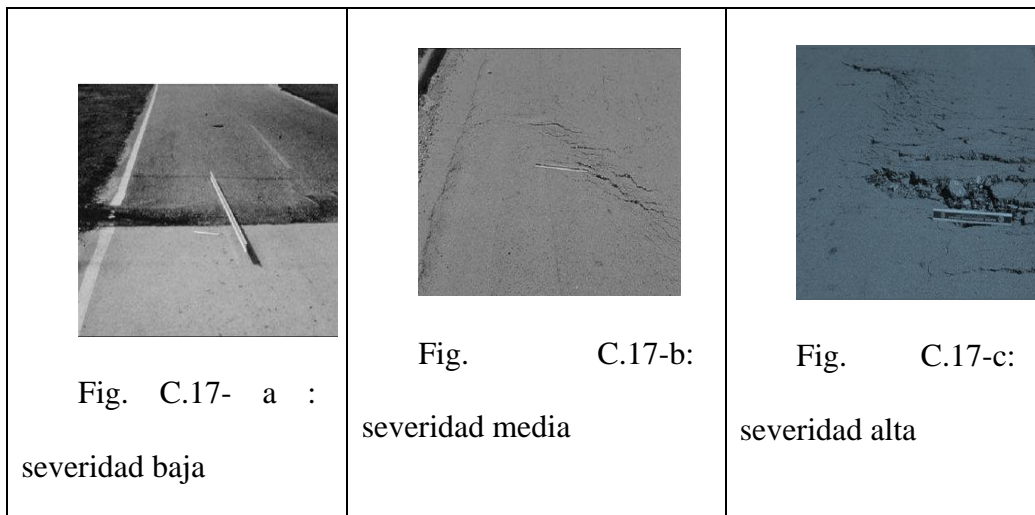 Fig. C.17- a :
severidad baja
Fig. C.17-b:
severidad media
Fig. C.17-c:
severidad alta